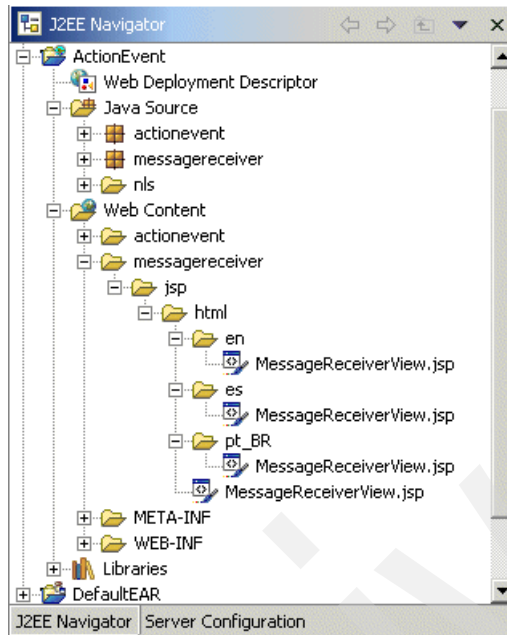 J2EE Navigator
ActionEvent
Web Deployment Descriptor
Java Source
actionevent
messagereceiver
nls
Web Content
actionevent
messagereceiver
jsp
html
en
MessageReceiverView.jsp
es
MessageReceiverView.jsp
pt_BR
MessageReceiverView.jsp
MessageReceiverView.jsp
META-INF
WEB-INF
Libraries
DefaultEAR
J2EE Navigator Server Configuration